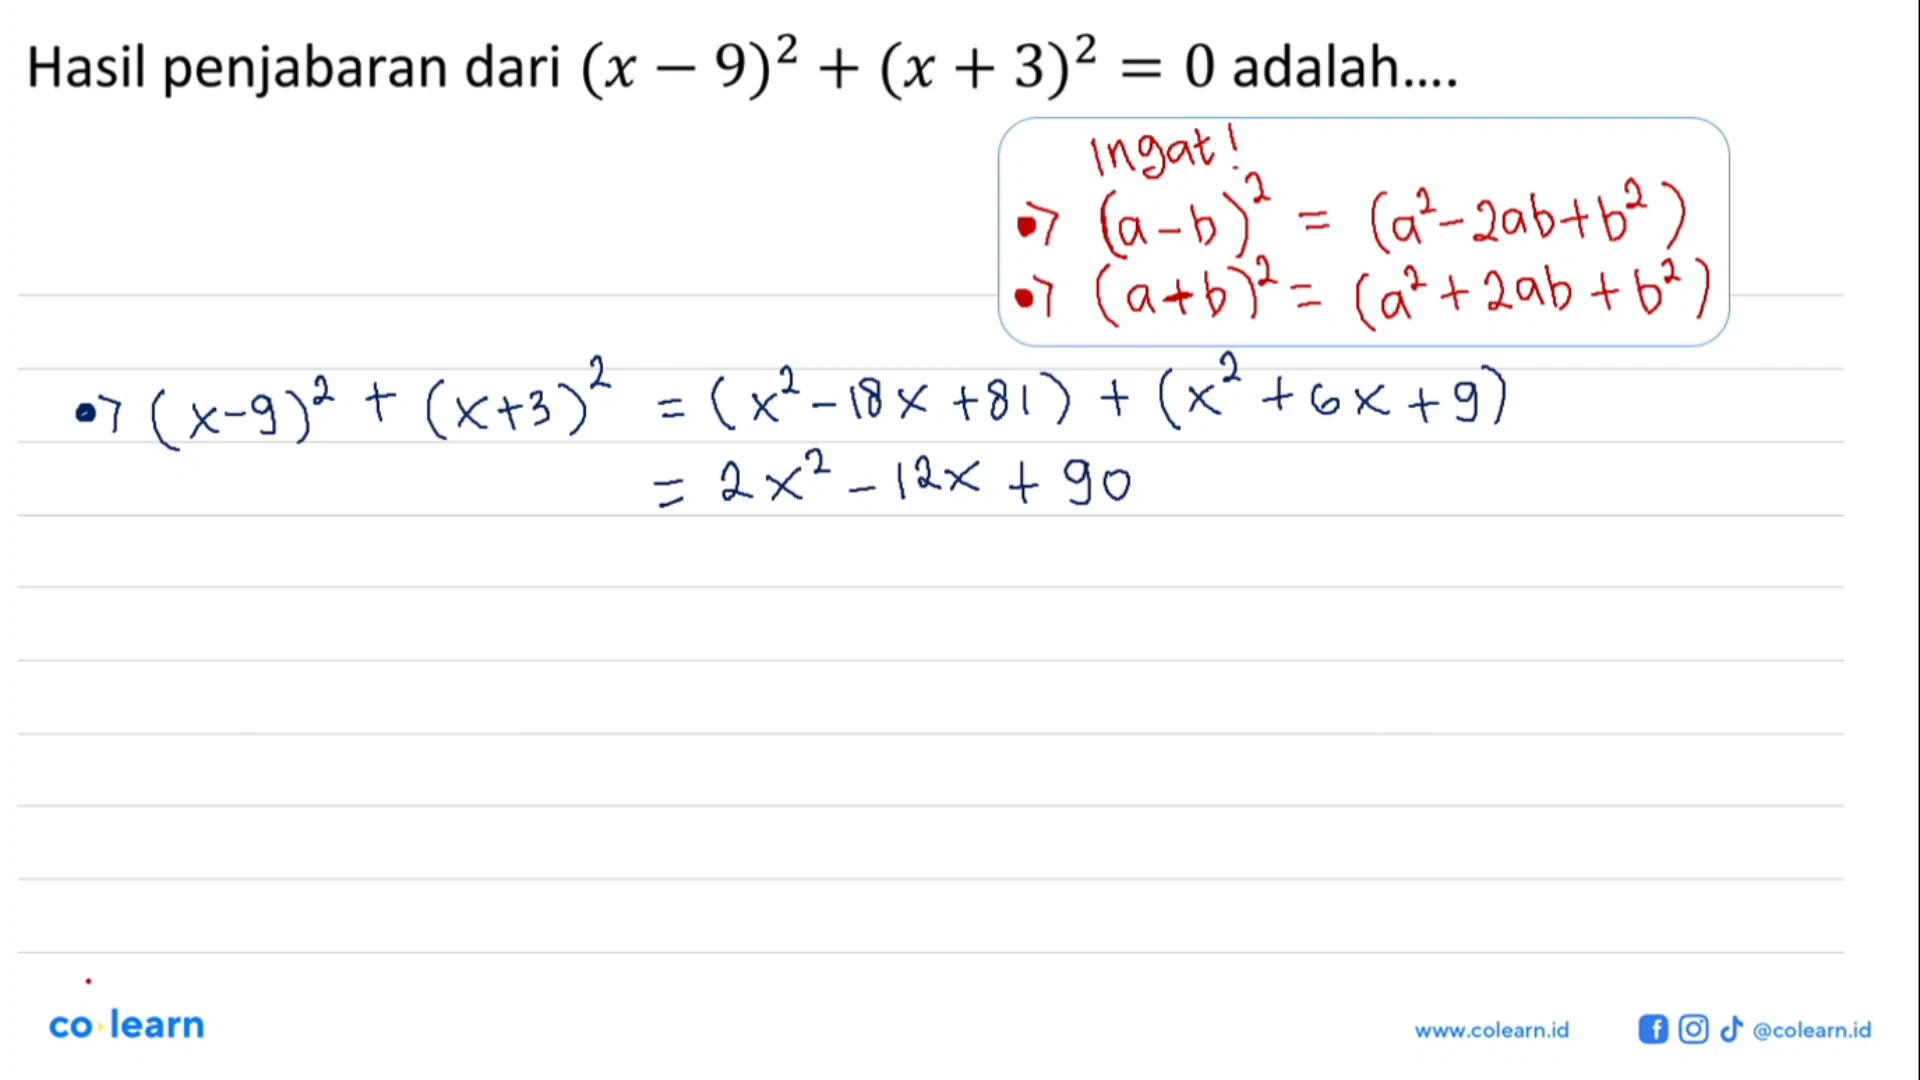 Hasil penjabaran dari (x − 9)² + (x + 3)² = 0 adalah....
Ingat!
•→ (a-b)² = (a²-2ab+b²)
•→ (a+b)² = (a²+2ab+b²)
•→ (x-9)² + (x+3)² = (x²-18x+81) + (x²+6x+9)
= 2x²-12x+90
co learn
www.colearn.id
@colearn.id